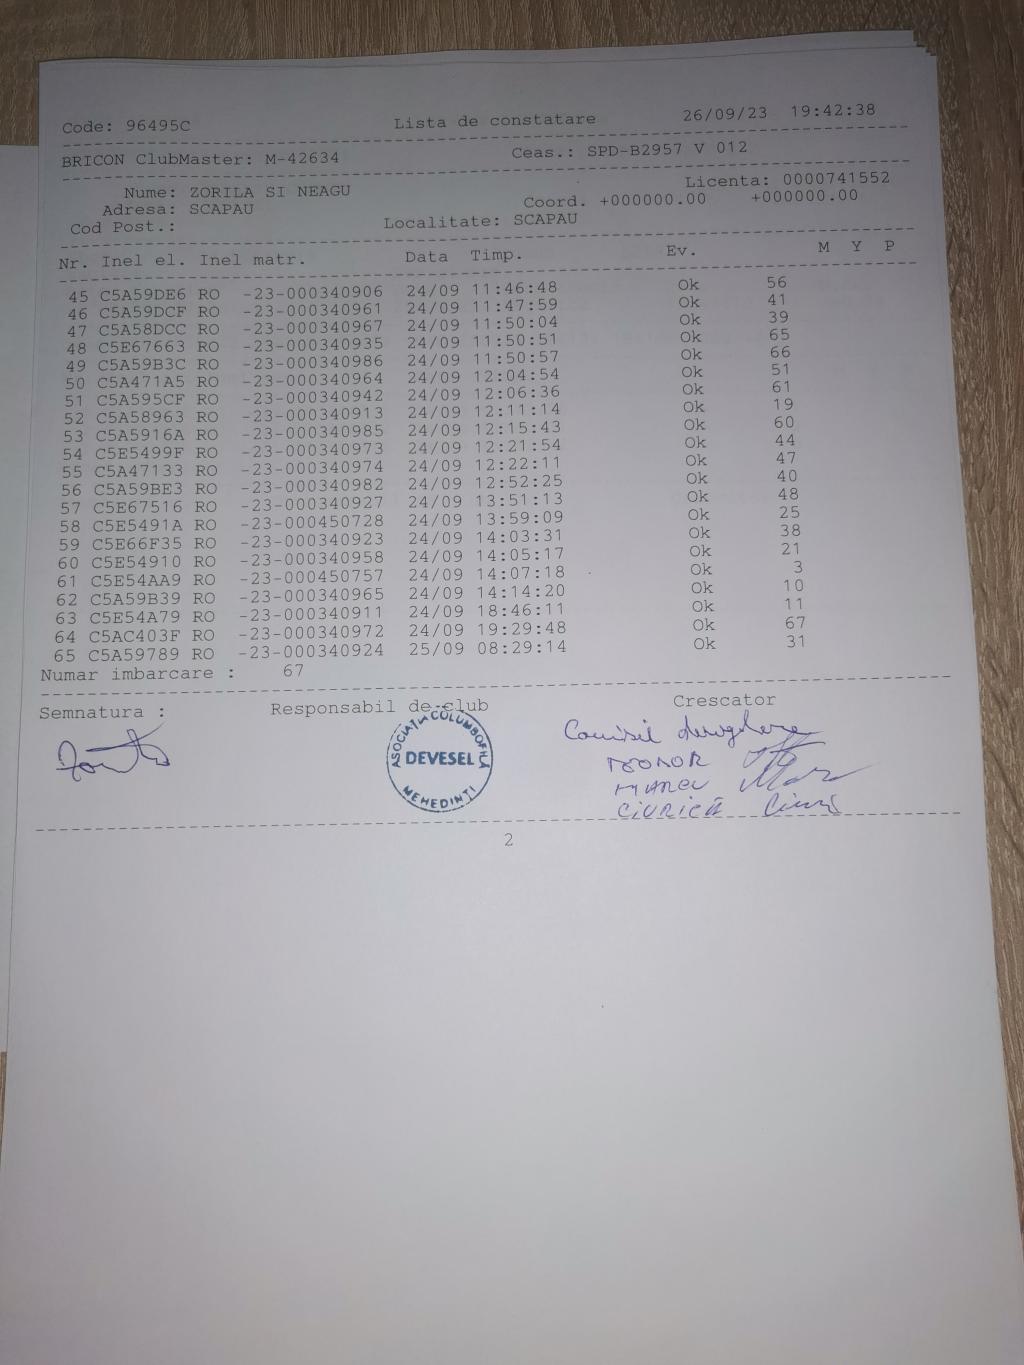 Code: 96495C Lista de constatare 26/09/23 19:42:38
BRICON ClubMaster: M-42634 Ceas.: SPD-B2957 V 012
Nume: ZORILA SI NEAGU Licenta: 0000741552
Adresa: SCAPAU Coord. +000000.00 +000000.00
Cod Post.: Localitate: SCAPAU
Nr. Inel el. Inel matr. Data Timp. Ev. M Y P
45 C5A59DE6 RO -23-000340906 24/09 11:46:48 Ok 56
46 C5A59DCF RO -23-000340961 24/09 11:47:59 Ok 41
47 C5A58DCC RO -23-000340967 24/09 11:50:04 Ok 39
48 C5E67663 RO -23-000340935 24/09 11:50:51 Ok 65
49 C5A59B3C RO -23-000340986 24/09 11:50:57 Ok 66
50 C5A471A5 RO -23-000340964 24/09 12:04:54 Ok 51
51 C5A595CF RO -23-000340942 24/09 12:06:36 Ok 61
52 C5A58963 RO -23-000340913 24/09 12:11:14 Ok 19
53 C5A5916A RO -23-000340985 24/09 12:15:43 Ok 60
54 C5E5499F RO -23-000340973 24/09 12:21:54 Ok 44
55 C5A47133 RO -23-000340974 24/09 12:22:11 Ok 47
56 C5A59BE3 RO -23-000340982 24/09 12:52:25 Ok 40
57 C5E67516 RO -23-000340927 24/09 13:51:13 Ok 48
58 C5E5491A RO -23-000450728 24/09 13:59:09 Ok 25
59 C5E66F35 RO -23-000340923 24/09 14:03:31 Ok 38
60 C5E54910 RO -23-000340958 24/09 14:05:17 Ok 21
61 C5E54AA9 RO -23-000450757 24/09 14:07:18 Ok 3
62 C5A59B39 RO -23-000340965 24/09 14:14:20 Ok 10
63 C5E54A79 RO -23-000340911 24/09 18:46:11 Ok 11
64 C5AC403F RO -23-000340972 24/09 19:29:48 Ok 67
65 C5A59789 RO -23-000340924 25/09 08:29:14 Ok 31
Numar imbarcare : 67
Semnatura : Responsabil de club Crescator
ASOCIAȚIA COLUMBOFILĂ
DEVESEL
MEHEDINȚI
CIURICĂ
2